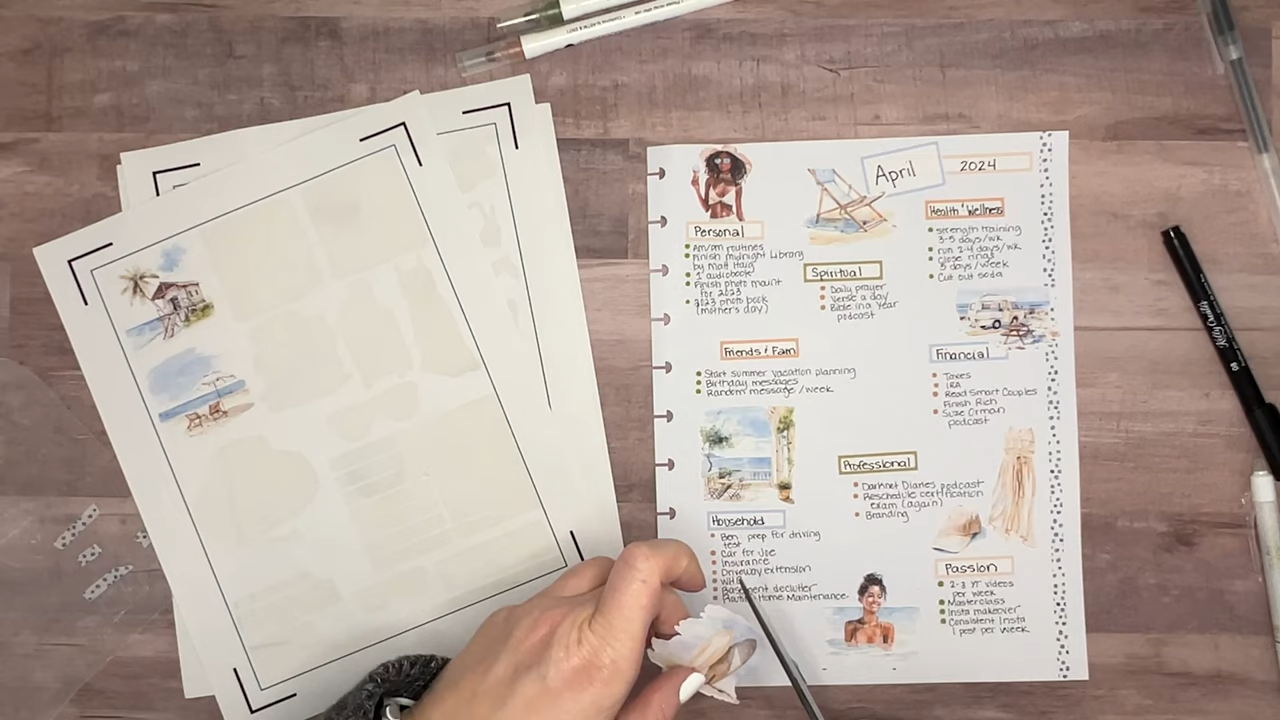 April
2024
Personal
Am/pm routines
Finish Midnight Library
by Matt Haig
1 audiobook
Finish photo mount
for 2023
2023 photo book
(mother's day)
Spiritual
Daily prayer
Verse a day
Bible in a Year
podcast
Health & Wellness
strength training
3-5 days/wk
run 2-4 days/wk
close rings
5 days/week
Cut out soda
Friends & Fam
Start summer vacation planning
Birthday messages
Random message/week
Financial
Taxes
IRA
Read Smart Couples
Finish Rich
Suze Orman
podcast
Professional
Darknet Diaries podcast
Reschedule certification
exam (again)
Branding
Household
Ben prep for driving
test
Car for Joe
Insurance
Driveway extension
Basement declutter
Home Maintenance
Passion
2-3 YT videos
per week
Masterclass
Insta makeover
Consistent Insta
1 post per week